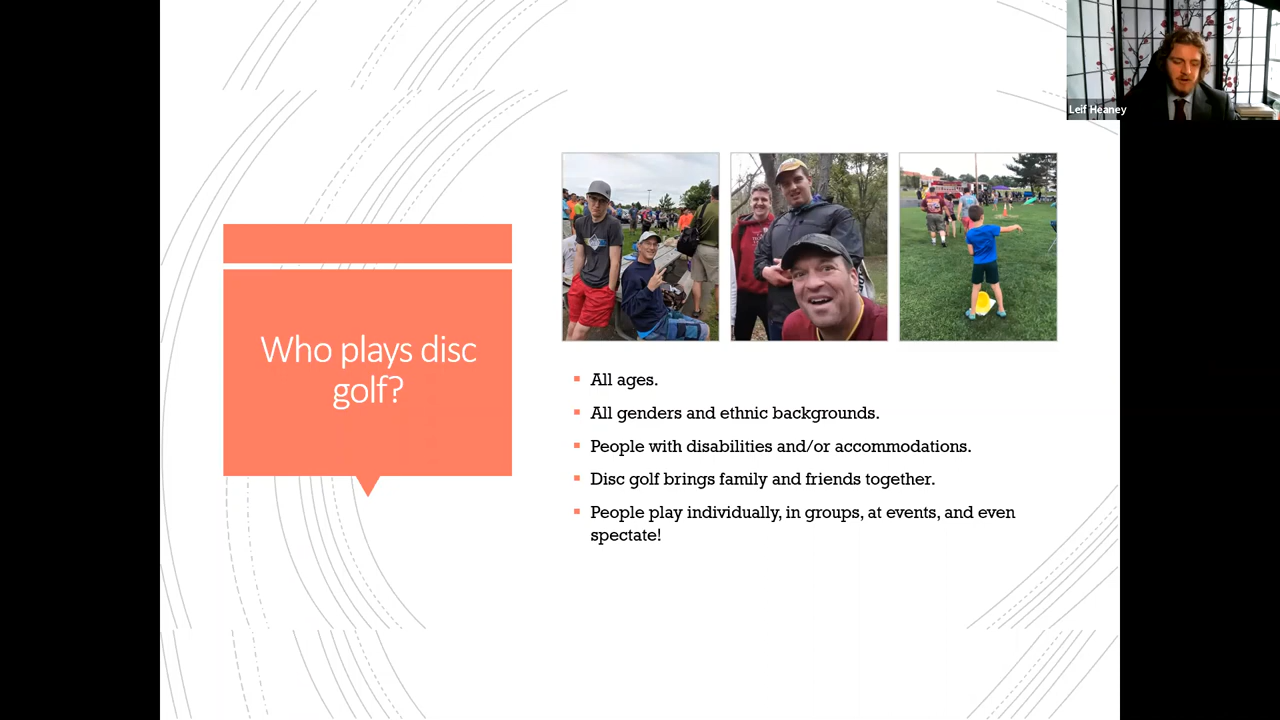 Leif Heaney
Who plays disc
golf?
All ages.
All genders and ethnic backgrounds.
People with disabilities and/or accommodations.
Disc golf brings family and friends together.
People play individually, in groups, at events, and even
spectate!